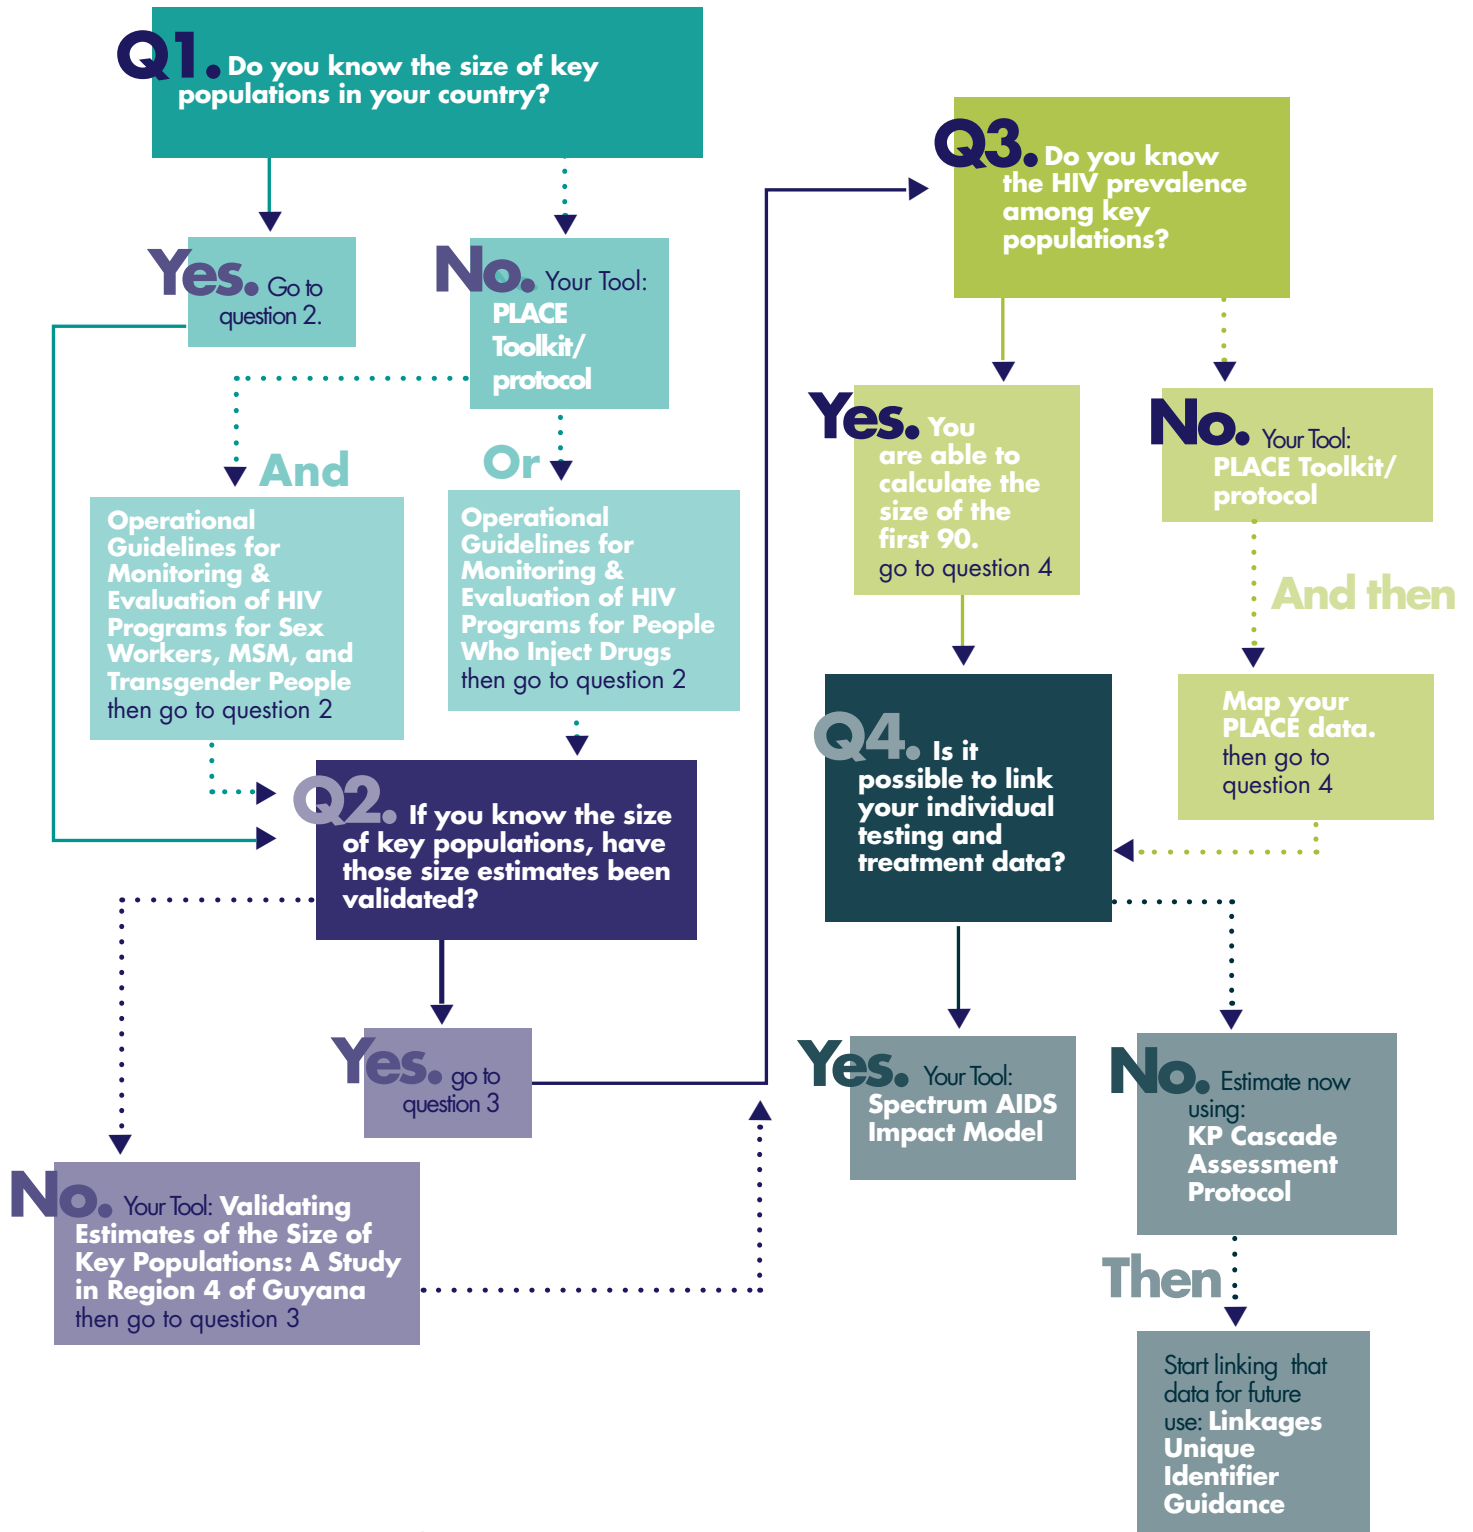 Q1. Do you know the size of key
populations in your country?
Yes. Go to
question 2.
No. Your Tool:
PLACE
Toolkit/
protocol
And
Or
Operational
Guidelines for
Monitoring &
Evaluation of HIV
Programs for Sex
Workers, MSM, and
Transgender People
then go to question 2
Operational
Guidelines for
Monitoring &
Evaluation of HIV
Programs for People
Who Inject Drugs
then go to question 2
Q2. If you know the size
of key populations, have
those size estimates been
validated?
Yes. go to
question 3
No. Your Tool: Validating
Estimates of the Size of
Key Populations: A Study
in Region 4 of Guyana
then go to question 3
Q3. Do you know
the HIV prevalence
among key
populations?
Yes. You
are able to
calculate the
size of the
first 90.
go to question 4
No. Your Tool:
PLACE Toolkit/
protocol
And then
Map your
PLACE data.
then go to
question 4
Q4. Is it
possible to link
your individual
testing and
treatment data?
Yes. Your Tool:
Spectrum AIDS
Impact Model
No. Estimate now
using:
KP Cascade
Assessment
Protocol
Then
Start linking that
data for future
use: Linkages
Unique
Identifier
Guidance